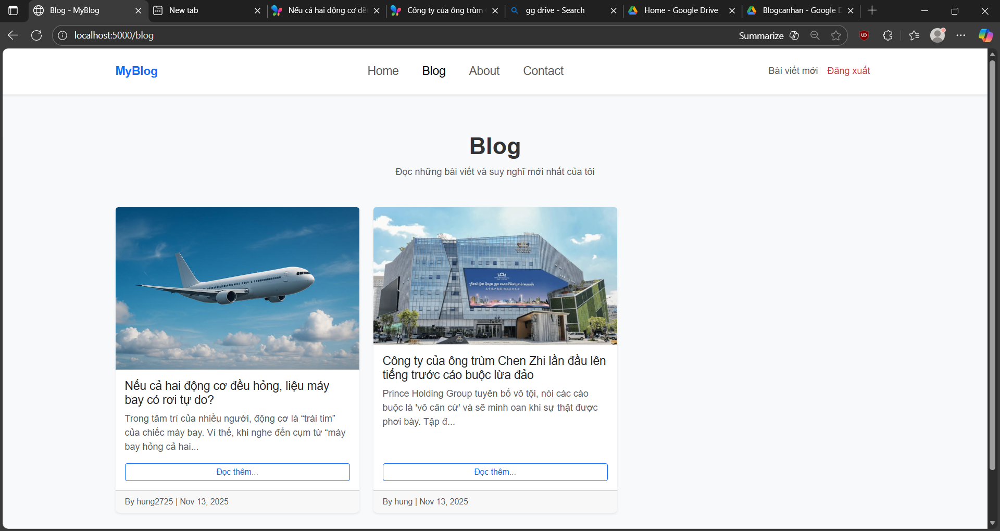 Blog - MyBlog
New tab
Nếu cả hai động cơ đề
Công ty của ông trùm
gg drive - Search
Home - Google Drive
Blogcanhan - Google D
localhost:5000/blog
Summarize
MyBlog
Home
Blog
About
Contact
Bài viết mới
Đăng xuất
Blog
Đọc những bài viết và suy nghĩ mới nhất của tôi
Nếu cả hai động cơ đều hỏng, liệu máy
bay có rơi tự do?
Trong tâm trí của nhiều người, động cơ là “trái tim”
của chiếc máy bay. Vì thế, khi nghe đến cụm từ “máy
bay hỏng cả hai...
Đọc thêm...
By hung2725 | Nov 13, 2025
Công ty của ông trùm Chen Zhi lần đầu lên
tiếng trước cáo buộc lừa đảo
Prince Holding Group tuyên bố vô tội, nói các cáo
buộc là 'vô căn cứ' và sẽ minh oan khi sự thật được
phơi bày. Tập đ...
Đọc thêm...
By hung | Nov 13, 2025